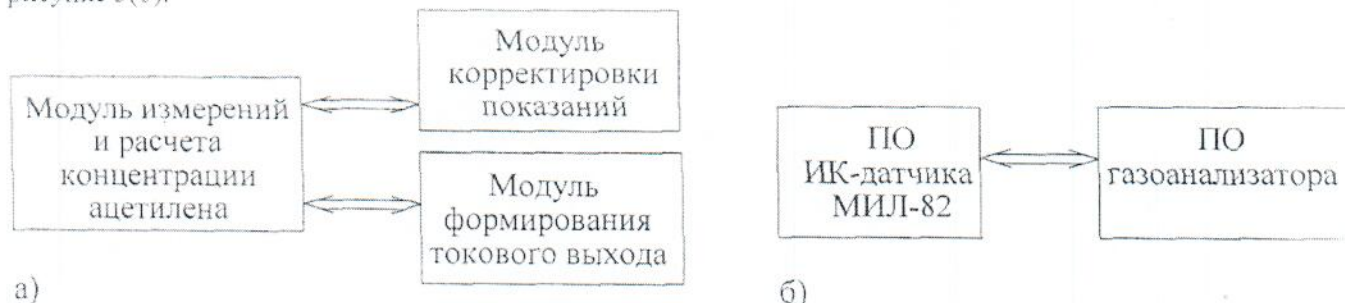 Модуль
корректировки
показаний
Модуль измерений
и расчета
концентрации
ацетилена
Модуль
формирования
токового выхода
а)
ПО
ИК-датчика
МИЛ-82
ПО
газоанализатора
б)